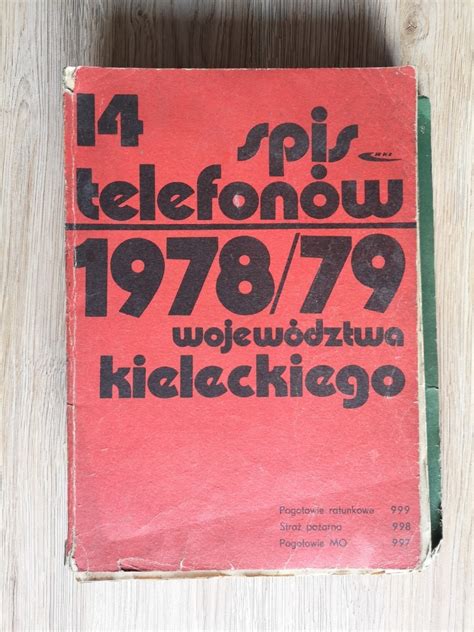 14 spis
telefonów
1978/79
województwa
kieleckiego
Pogotowie ratunkowe 999
Straż pożarna 998
Pogotowie MO 997